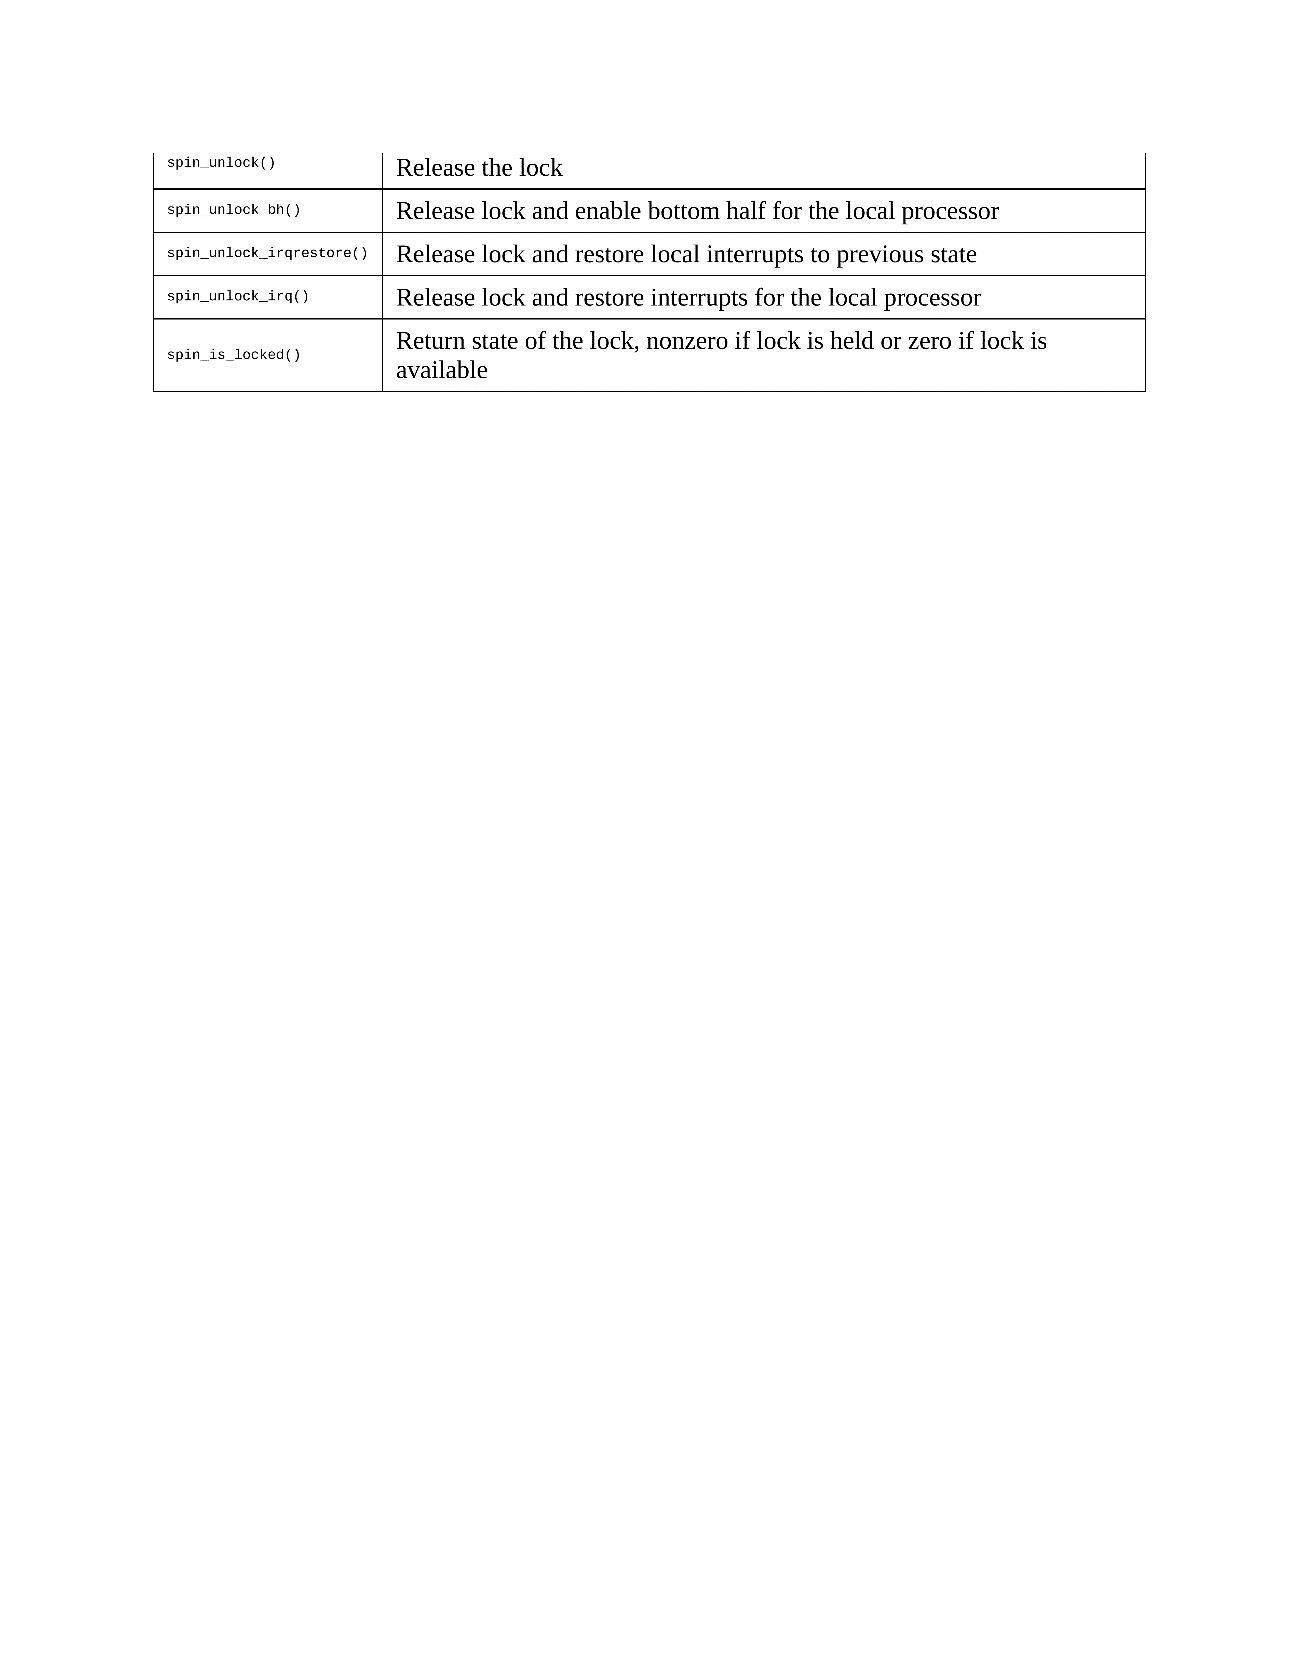 spin_unlock() Release the lock
spin unlock bh() Release lock and enable bottom half for the local processor
spin_unlock_irqrestore() Release lock and restore local interrupts to previous state
spin_unlock_irq() Release lock and restore interrupts for the local processor
spin_is_locked() Return state of the lock, nonzero if lock is held or zero if lock is
available